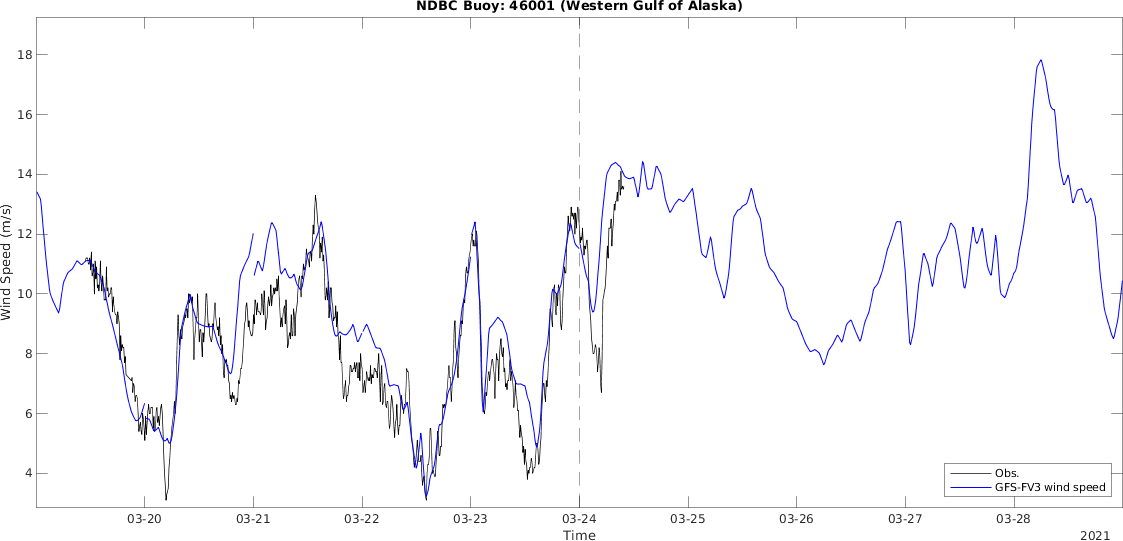 NDBC Buoy: 46001 (Western Gulf of Alaska)
18
16
14
12
10
8
6
4
Wind Speed (m/s)
Obs.
GFS-FV3 wind speed
03-20 03-21 03-22 03-23 03-24 03-25 03-26 03-27 03-28
Time
2021